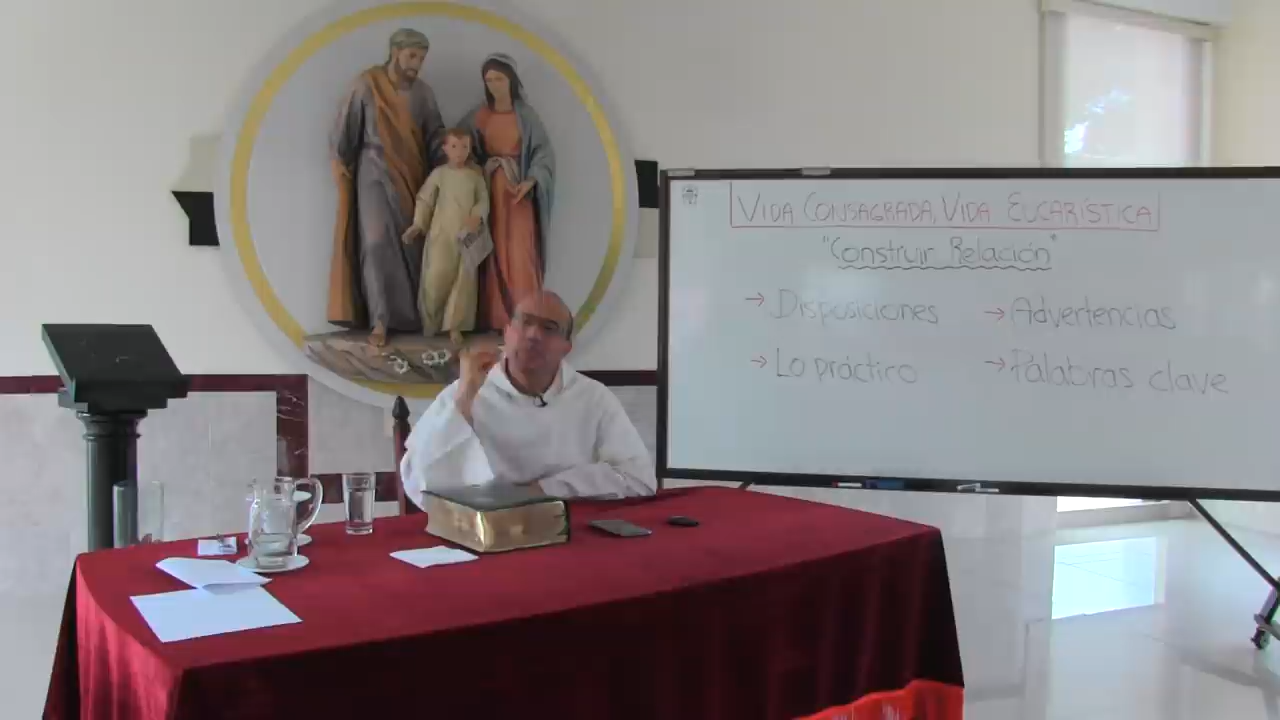 VIDA CONSAGRADA, VIDA EUCARÍSTICA
"Construir Relación"
→ Disposiciones → Advertencias
→ Lo práctico → Palabras clave